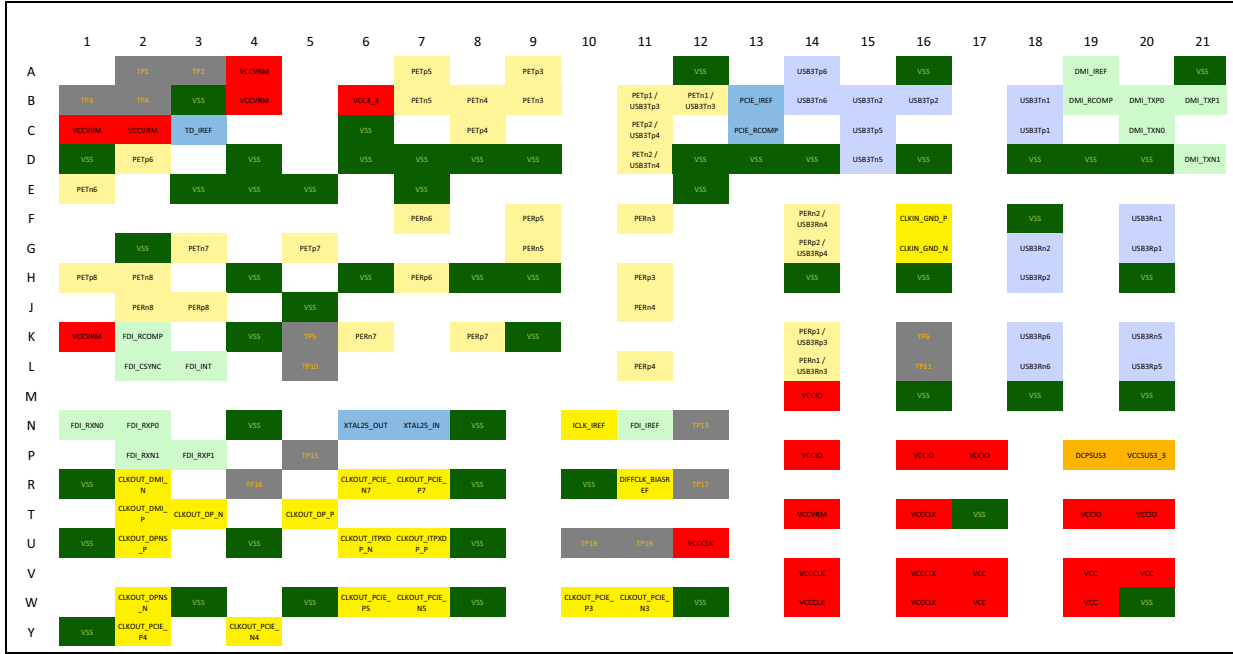 1 2 3 4 5 6 7 8 9 10 11 12 13 14 15 16 17 18 19 20 21
A TP1 TP2 VCCVRM PETp5 PETp3 VSS USB3Tp6 VSS DMI_IREF VSS
B TP3 TP4 VSS VCCVRM VCC3_3 PETn5 PETn4 PETn3 PETp1 / USB3Tp3 PETn1 / USB3Tn3 PCIE_IREF USB3Tn6 USB3Tn2 USB3Tp2 USB3Tn1 DMI_RCOMP DMI_TXP0 DMI_TXP1
C VCCVRM VCCVRM TD_IREF VSS PETp4 PETp2 / USB3Tp4 PCIE_RCOMP USB3Tp5 USB3Tp1 DMI_TXN0
D VSS PETp6 VSS VSS VSS VSS VSS PETn2 / USB3Tn4 VSS VSS VSS USB3Tn5 VSS VSS VSS VSS DMI_TXN1
E PETn6 VSS VSS VSS VSS VSS
F PERn6 PERp5 PERn3 PERn2 / USB3Rn4 CLKIN_GND_P VSS USB3Rn1
G VSS PETn7 PETp7 PERn5 PERp2 / USB3Rp4 CLKIN_GND_N USB3Rn2 USB3Rp1
H PETp8 PETn8 VSS VSS PERp6 VSS VSS PERp3 VSS VSS USB3Rp2 VSS
J PERn8 PERp8 VSS PERn4
K VCCVRM FDI_RCOMP VSS TP5 PERn7 PERp7 VSS PERp1 / USB3Rp3 TP6 USB3Rp6 USB3Rn5
L FDI_CSYNC FDI_INT TP10 PERp4 PERn1 / USB3Rn3 TP11 USB3Rn6 USB3Rp5
M VCCIO VSS VSS VSS
N FDI_RXN0 FDI_RXP0 VSS XTAL25_OUT XTAL25_IN VSS ICLK_IREF FDI_IREF TP13
P FDI_RXN1 FDI_RXP1 TP15 VCCIO VCCIO VCCIO DCPSUS3 VCCSUS3_3
R VSS CLKOUT_DMI_N TP16 CLKOUT_PCIE_N7 CLKOUT_PCIE_P7 VSS VSS DIFFCLK_BIASREF TP17
T CLKOUT_DMI_P CLKOUT_DP_N CLKOUT_DP_P VCCVRM VCCCLK VSS VCCIO VCCIO
U VSS CLKOUT_DPNS_P VSS CLKOUT_ITPXDP_N CLKOUT_ITPXDP_P VSS TP18 TP19 VCCCLK
V VCCCLK VCCCLK VCC VCC VCC
W CLKOUT_DPNS_N VSS VSS CLKOUT_PCIE_P5 CLKOUT_PCIE_N5 VSS CLKOUT_PCIE_P3 CLKOUT_PCIE_N3 VSS VCCCLK VCCCLK VCC VCC VSS
Y VSS CLKOUT_PCIE_P4 CLKOUT_PCIE_N4